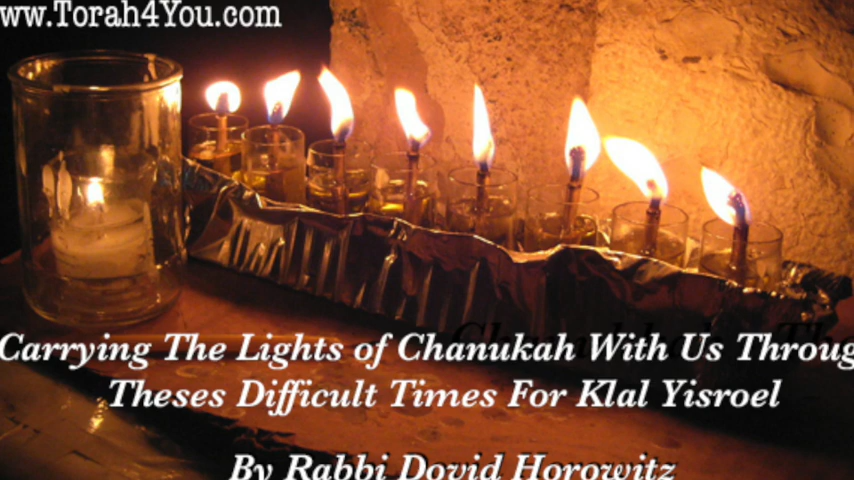 ww.Torah4You.com
Carrying The Lights of Chanukah With Us Throug
Theses Difficult Times For Klal Yisroel
By Rabbi Dovid Horowitz